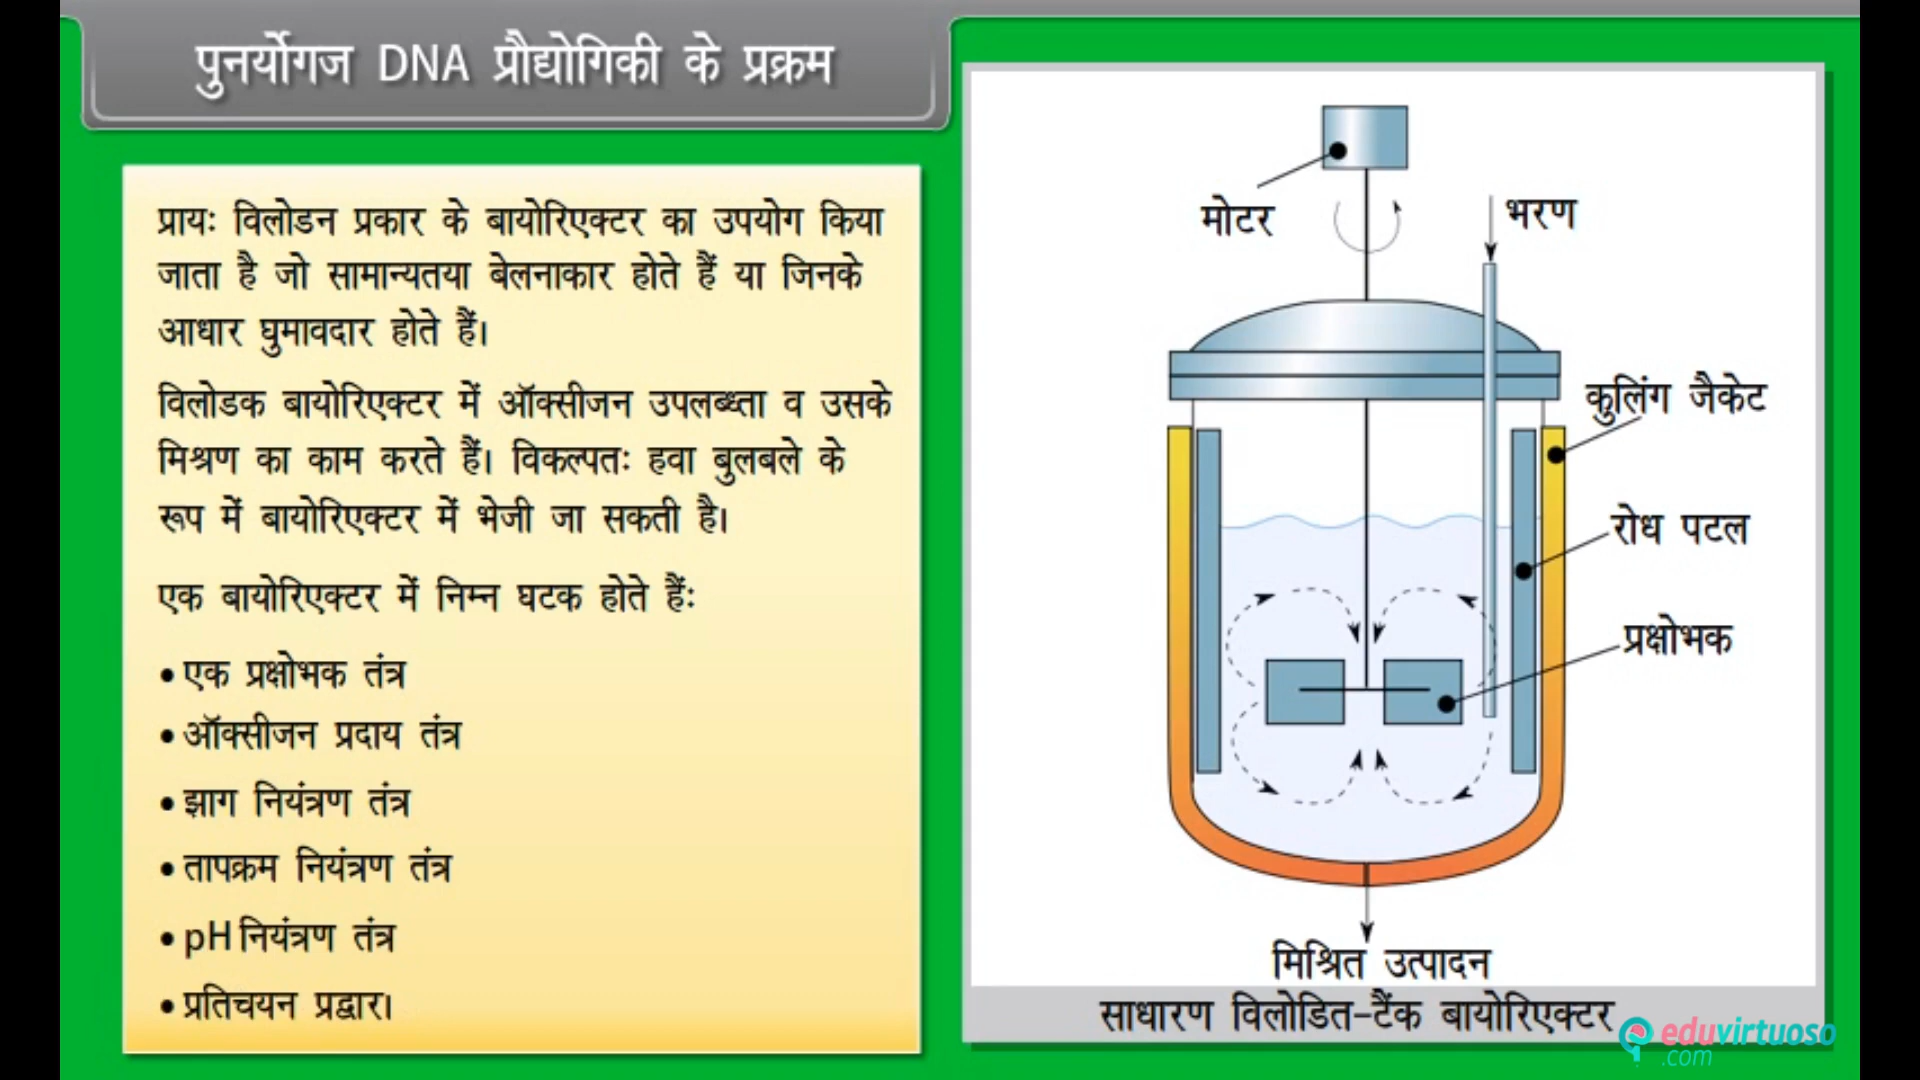 पुनर्योगज DNA प्रौद्योगिकी के प्रक्रम
प्रायः विलोडन प्रकार के बायोरिएक्टर का उपयोग किया
जाता है जो सामान्यतया बेलनाकार होते हैं या जिनके
आधार घुमावदार होते हैं।
विलोडक बायोरिएक्टर में ऑक्सीजन उपलब्ध्ता व उसके
मिश्रण का काम करते हैं। विकल्पतः हवा बुलबले के
रूप में बायोरिएक्टर में भेजी जा सकती है।
एक बायोरिएक्टर में निम्न घटक होते हैंः
• एक प्रक्षोभक तंत्र
• ऑक्सीजन प्रदाय तंत्र
• झाग नियंत्रण तंत्र
• तापक्रम नियंत्रण तंत्र
• pH नियंत्रण तंत्र
• प्रतिचयन प्रद्वार।
मोटर
भरण
कुलिंग जैकेट
रोध पटल
प्रक्षोभक
मिश्रित उत्पादन
साधारण विलोडित-टैंक बायोरिएक्टर
eduvirtuoso
.com